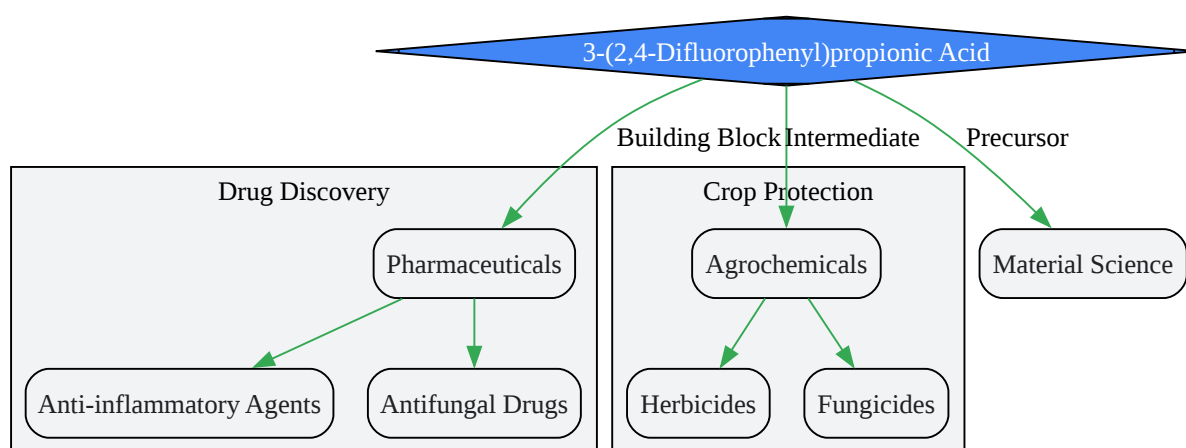 3-(2,4-Difluorophenyl)propionic Acid
Building Block
Intermediate
Precursor
Drug Discovery
Crop Protection
Pharmaceuticals
Agrochemicals
Material Science
Anti-inflammatory Agents
Antifungal Drugs
Herbicides
Fungicides